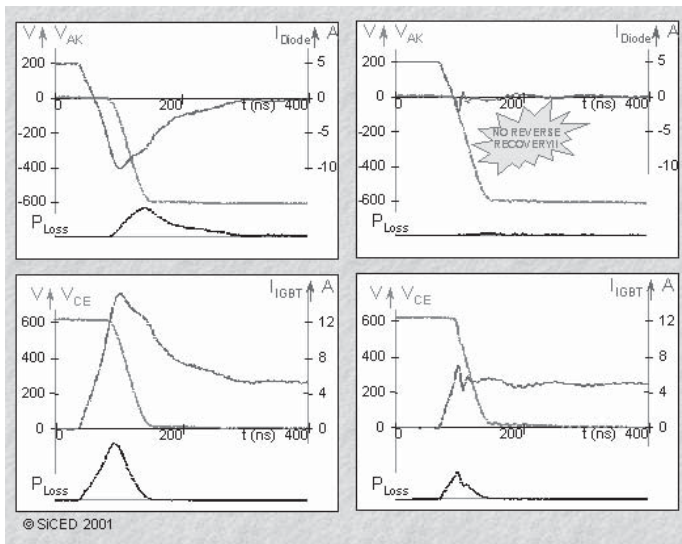 V V_AK I_Diode A
200 5
0 200 t (ns) 400 0
-200 -5
-400 -10
-600
P_Loss
V V_AK I_Diode A
200 5
0 200 t (ns) 400 0
-200 -5
NO REVERSE
RECOVERY!!
-400 -10
-600
P_Loss
V V_CE I_IGBT A
600 12
400 8
200 4
0 0 200 t (ns) 400 0
P_Loss
V V_CE I_IGBT A
600 12
400 8
200 4
0 0 200 t (ns) 400 0
P_Loss
© SiCED 2001